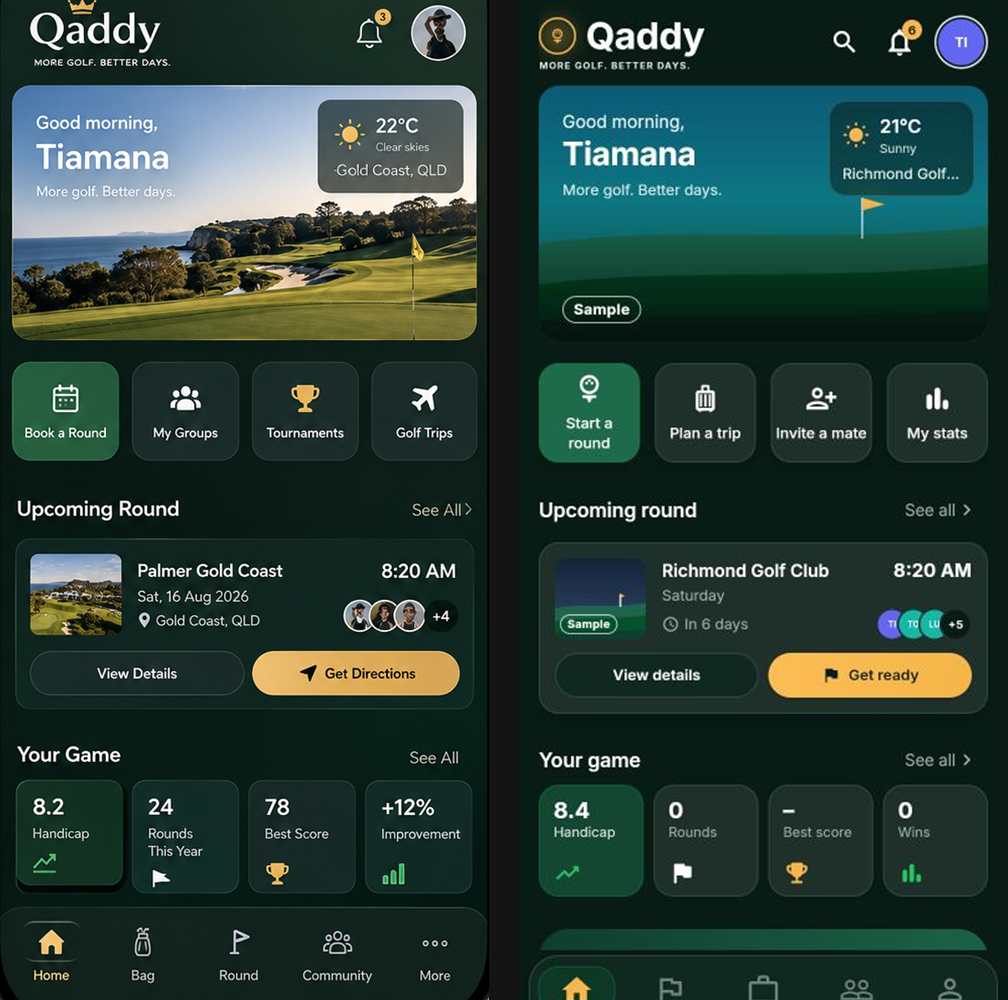 Qaddy
MORE GOLF. BETTER DAYS.
3
Good morning,
Tiamana
More golf. Better days.
22°C
Clear skies
Gold Coast, QLD
Book a Round
My Groups
Tournaments
Golf Trips
Upcoming Round
See All
Palmer Gold Coast
8:20 AM
Sat, 16 Aug 2026
Gold Coast, QLD
+4
View Details
Get Directions
Your Game
See All
8.2
Handicap
24
Rounds
This Year
78
Best Score
+12%
Improvement
Home
Bag
Round
Community
More
Qaddy
MORE GOLF. BETTER DAYS.
6
TI
Good morning,
Tiamana
More golf. Better days.
21°C
Sunny
Richmond Golf...
Sample
Start a
round
Plan a trip
Invite a mate
My stats
Upcoming round
See all
Richmond Golf Club
8:20 AM
Saturday
Sample
In 6 days
TI
TO
LU
+5
View details
Get ready
Your game
See all
8.4
Handicap
0
Rounds
–
Best score
0
Wins